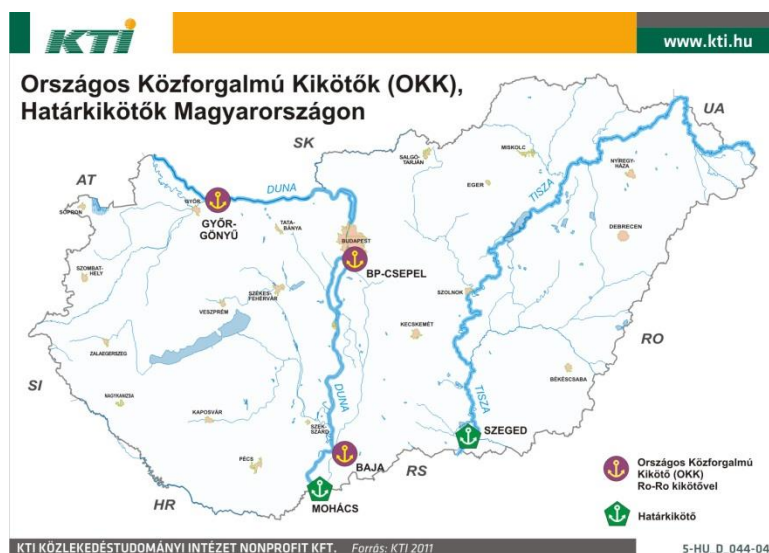 KTI
www.kti.hu
Országos Közforgalmú Kikötők (OKK),
Határkikötők Magyarországon
SK
UA
AT
DUNA
TISZA
SALGÓ-
TARJÁN
MISKOLC
NYÍREGY-
HÁZA
EGER
SOPRON
GYŐR
GYŐR-
GÖNYŰ
TATA-
BÁNYA
BUDAPEST
DEBRECEN
BP-CSEPEL
SZOMBAT-
HELY
SZÉKES-
FEHÉRVÁR
VESZPRÉM
SZOLNOK
KECSKEMÉT
RO
ZALAEGERSZEG
SI
BÉKÉSCSABA
NAGYKANIZSA
DUNA
TISZA
KAPOSVÁR
SZEK-
SZÁRD
SZEGED
PÉCS
BAJA
RS
HR
MOHÁCS
Országos Közforgalmú
Kikötő (OKK)
Ro-Ro kikötővel
Határkikötő
KTI KÖZLEKEDÉSTUDOMÁNYI INTÉZET NONPROFIT KFT. Forrás: KTI 2011
5-HU_D_044-04